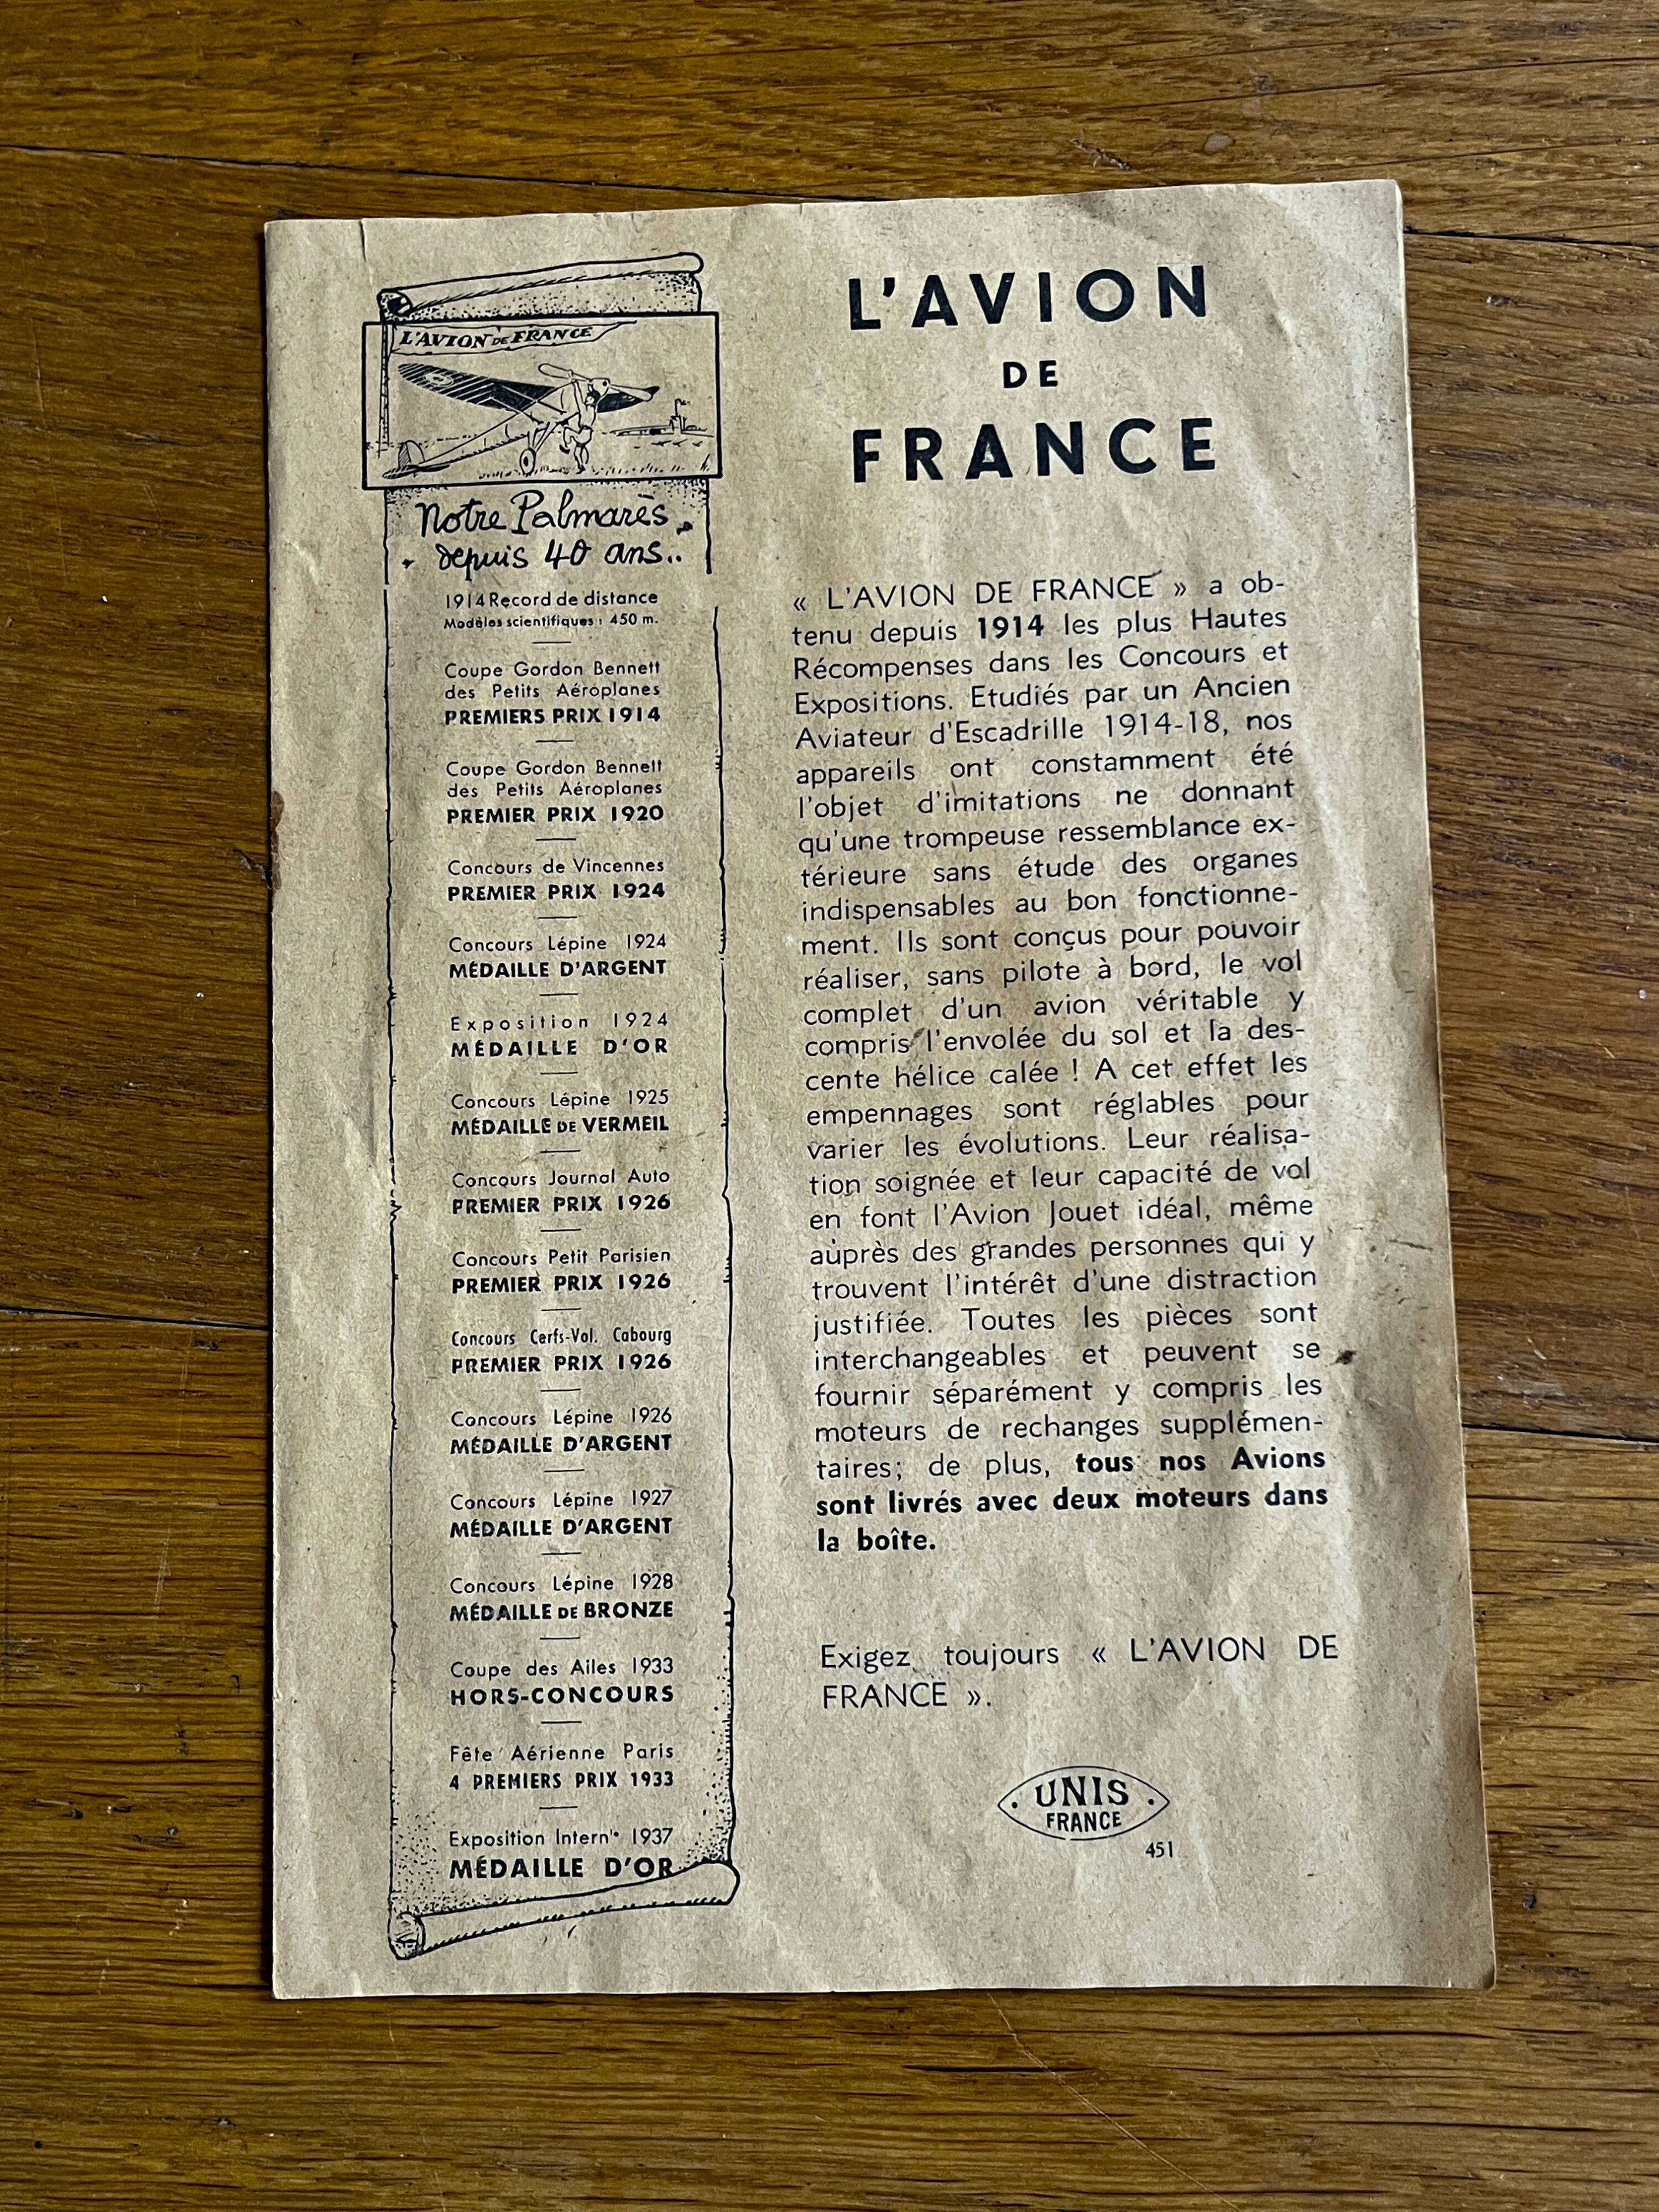 L'AVION DE FRANCE
Notre Palmarès
depuis 40 ans..
1914 Record de distance
Modèles scientifiques : 450 m.
Coupe Gordon Bennett
des Petits Aéroplanes
PREMIERS PRIX 1914
Coupe Gordon Bennett
des Petits Aéroplanes
PREMIER PRIX 1920
Concours de Vincennes
PREMIER PRIX 1924
Concours Lépine 1924
MÉDAILLE D'ARGENT
Exposition 1924
MÉDAILLE D'OR
Concours Lépine 1925
MÉDAILLE DE VERMEIL
Concours Journal Auto
PREMIER PRIX 1926
Concours Petit Parisien
PREMIER PRIX 1926
Concours Cerfs-Vol. Cabourg
PREMIER PRIX 1926
Concours Lépine 1926
MÉDAILLE D'ARGENT
Concours Lépine 1927
MÉDAILLE D'ARGENT
Concours Lépine 1928
MÉDAILLE DE BRONZE
Coupe des Ailes 1933
HORS-CONCOURS
Fête Aérienne Paris
4 PREMIERS PRIX 1933
Exposition Intern'e 1937
MÉDAILLE D'OR
L'AVION
DE
FRANCE
« L'AVION DE FRANCE » a ob-
tenu depuis 1914 les plus Hautes
Récompenses dans les Concours et
Expositions. Etudiés par un Ancien
Aviateur d'Escadrille 1914-18, nos
appareils ont constamment été
l'objet d'imitations ne donnant
qu'une trompeuse ressemblance ex-
térieure sans étude des organes
indispensables au bon fonctionne-
ment. Ils sont conçus pour pouvoir
réaliser, sans pilote à bord, le vol
complet d'un avion véritable y
compris l'envolée du sol et la des-
cente hélice calée ! A cet effet les
empennages sont réglables pour
varier les évolutions. Leur réalisa-
tion soignée et leur capacité de vol
en font l'Avion Jouet idéal, même
auprès des grandes personnes qui y
trouvent l'intérêt d'une distraction
justifiée. Toutes les pièces sont
interchangeables et peuvent se
fournir séparément y compris les
moteurs de rechanges supplémen-
taires; de plus, tous nos Avions
sont livrés avec deux moteurs dans
la boîte.
Exigez toujours « L'AVION DE
FRANCE ».
UNIS
FRANCE
451